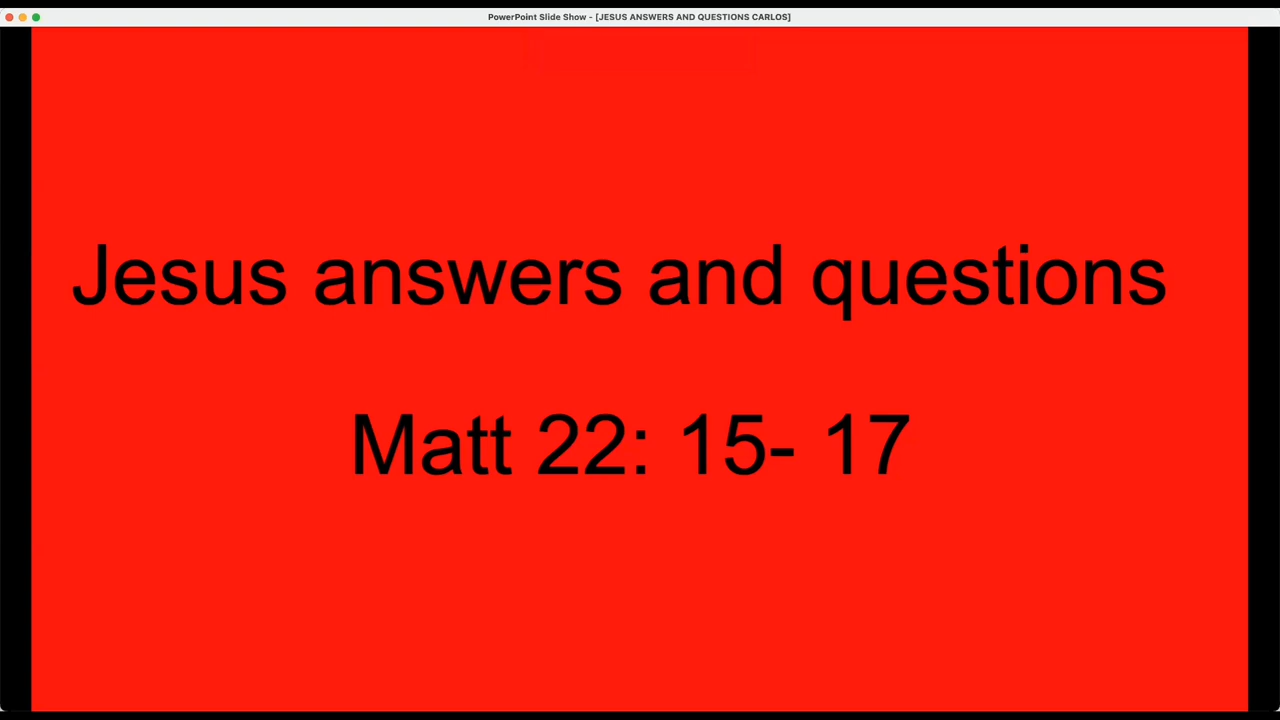 PowerPoint Slide Show - [JESUS ANSWERS AND QUESTIONS CARLOS]
Jesus answers and questions
Matt 22: 15- 17